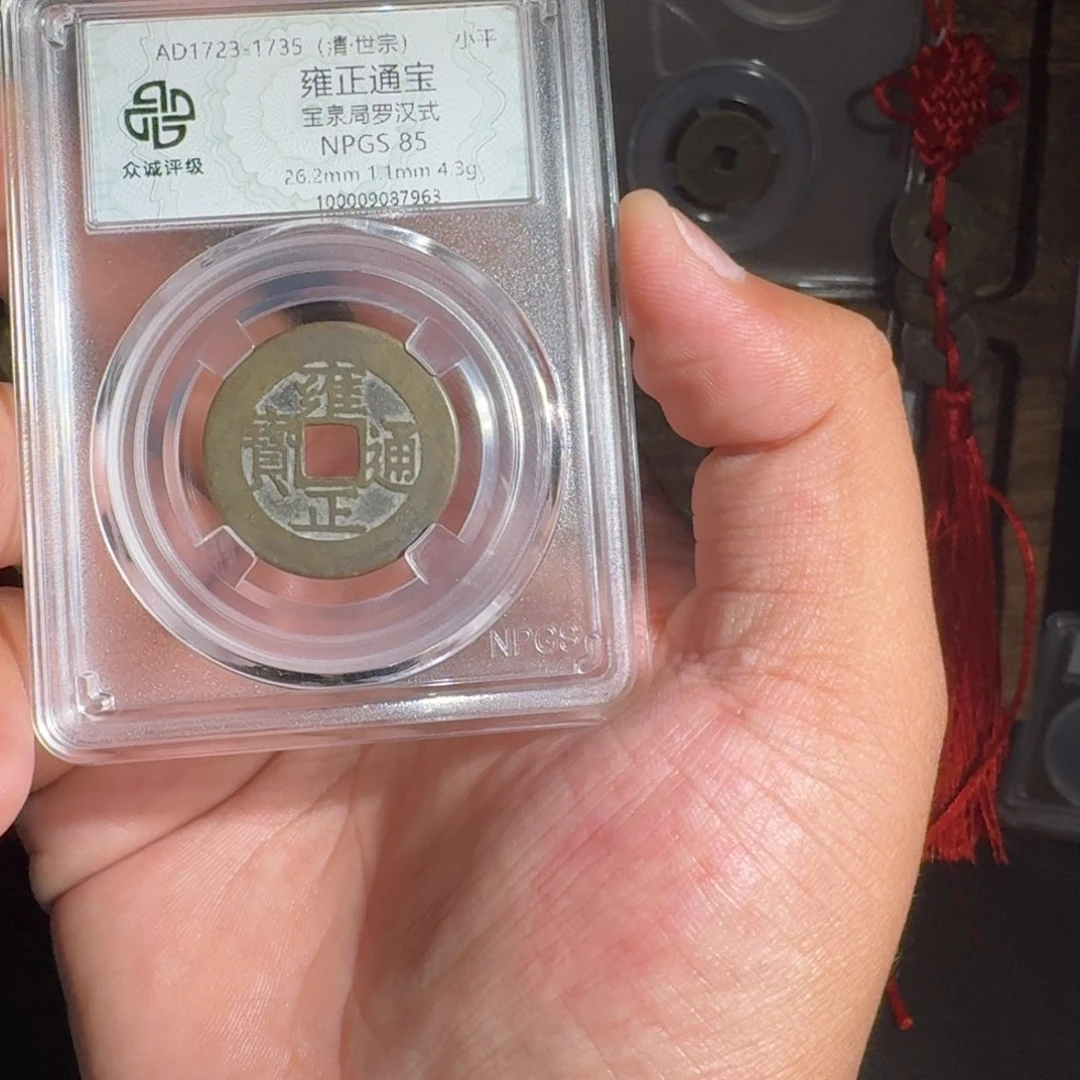 AD1723-1735（清·世宗） 小平
雍正通宝
宝泉局罗汉式
NPGS 85
26.2mm 1.1mm 4.3g
100009037963
众诚评级
雍
寶 通
正
NPGS